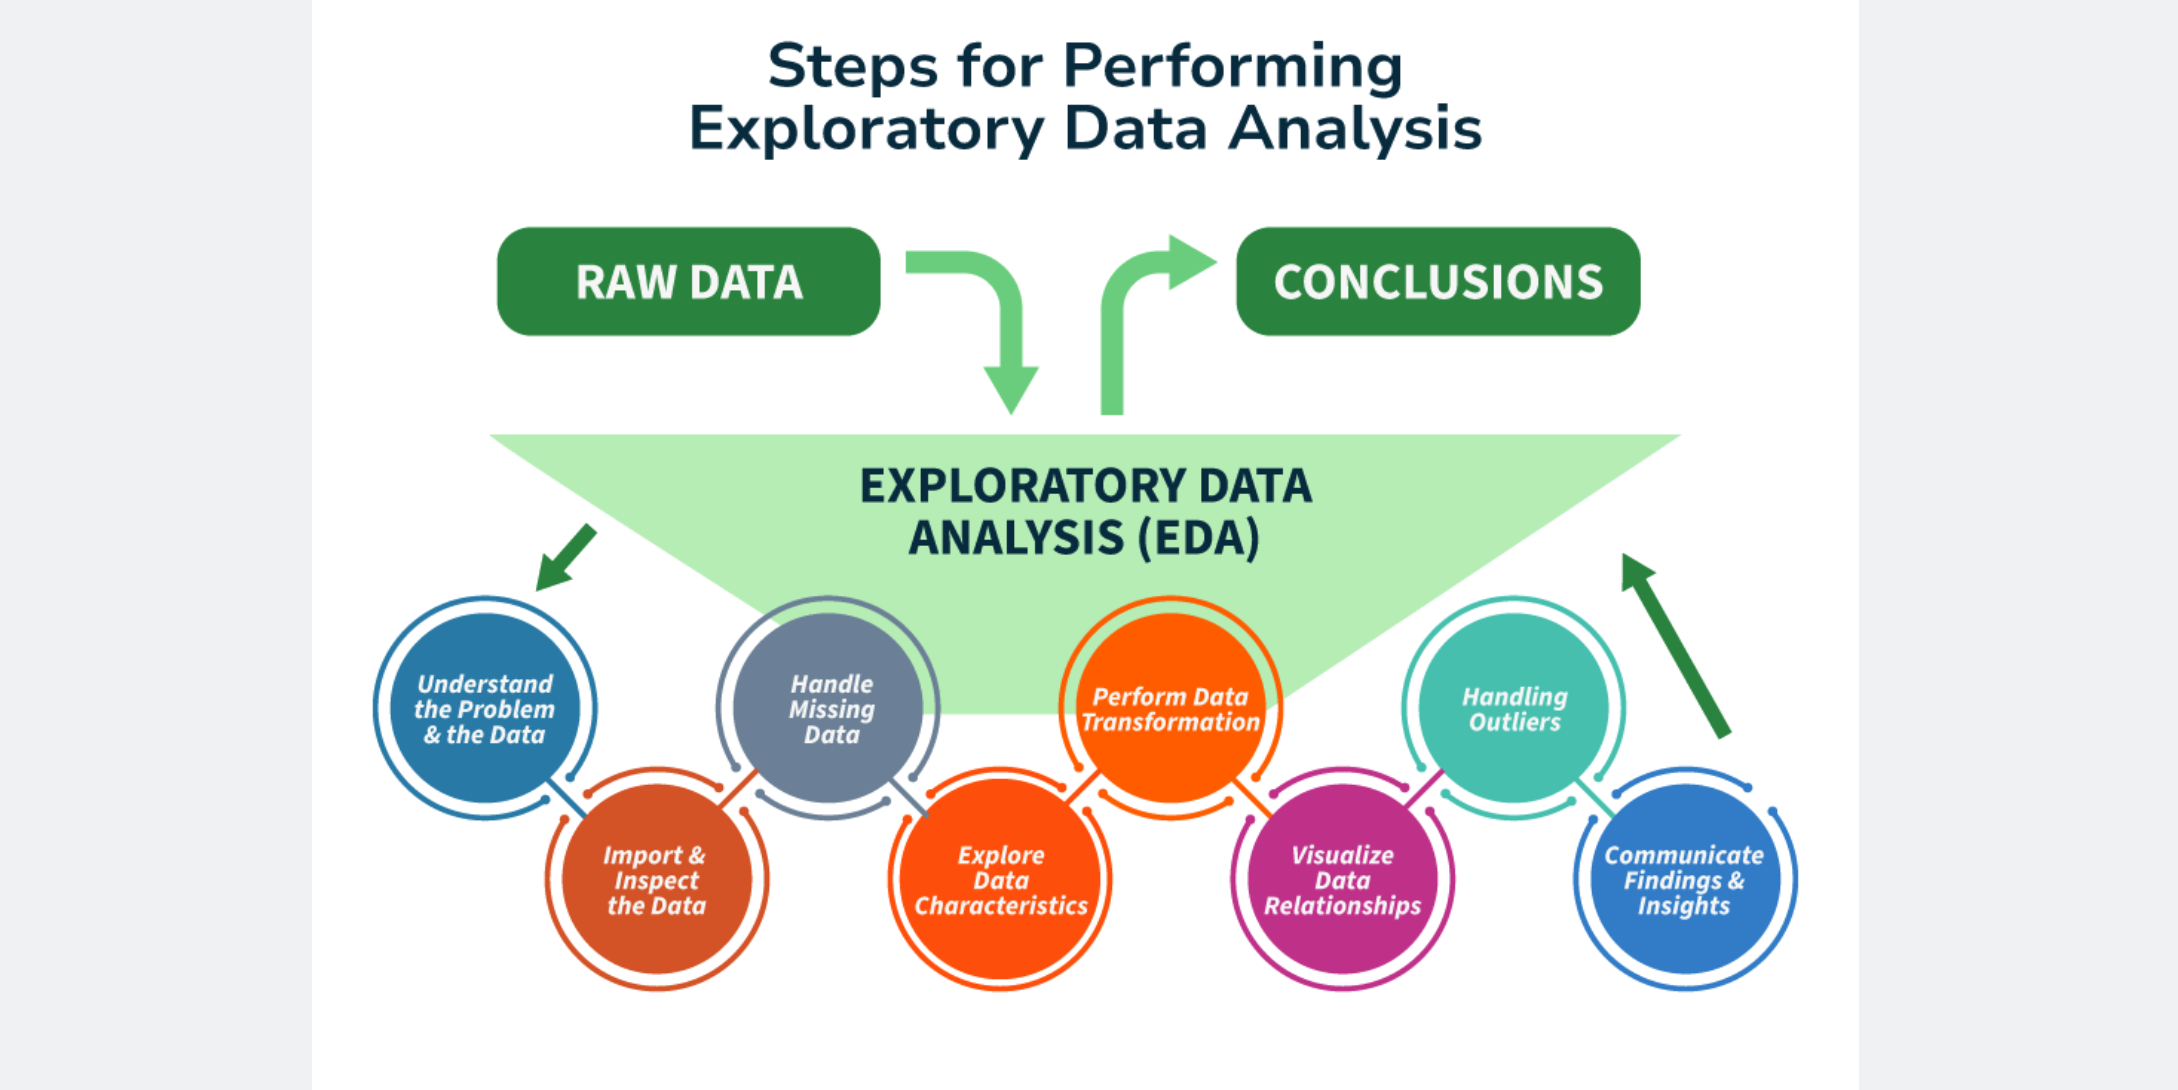 Steps for Performing
Exploratory Data Analysis
RAW DATA
CONCLUSIONS
EXPLORATORY DATA
ANALYSIS (EDA)
Understand
the Problem
& the Data
Import &
Inspect
the Data
Handle
Missing
Data
Explore
Data
Characteristics
Perform Data
Transformation
Visualize
Data
Relationships
Handling
Outliers
Communicate
Findings &
Insights